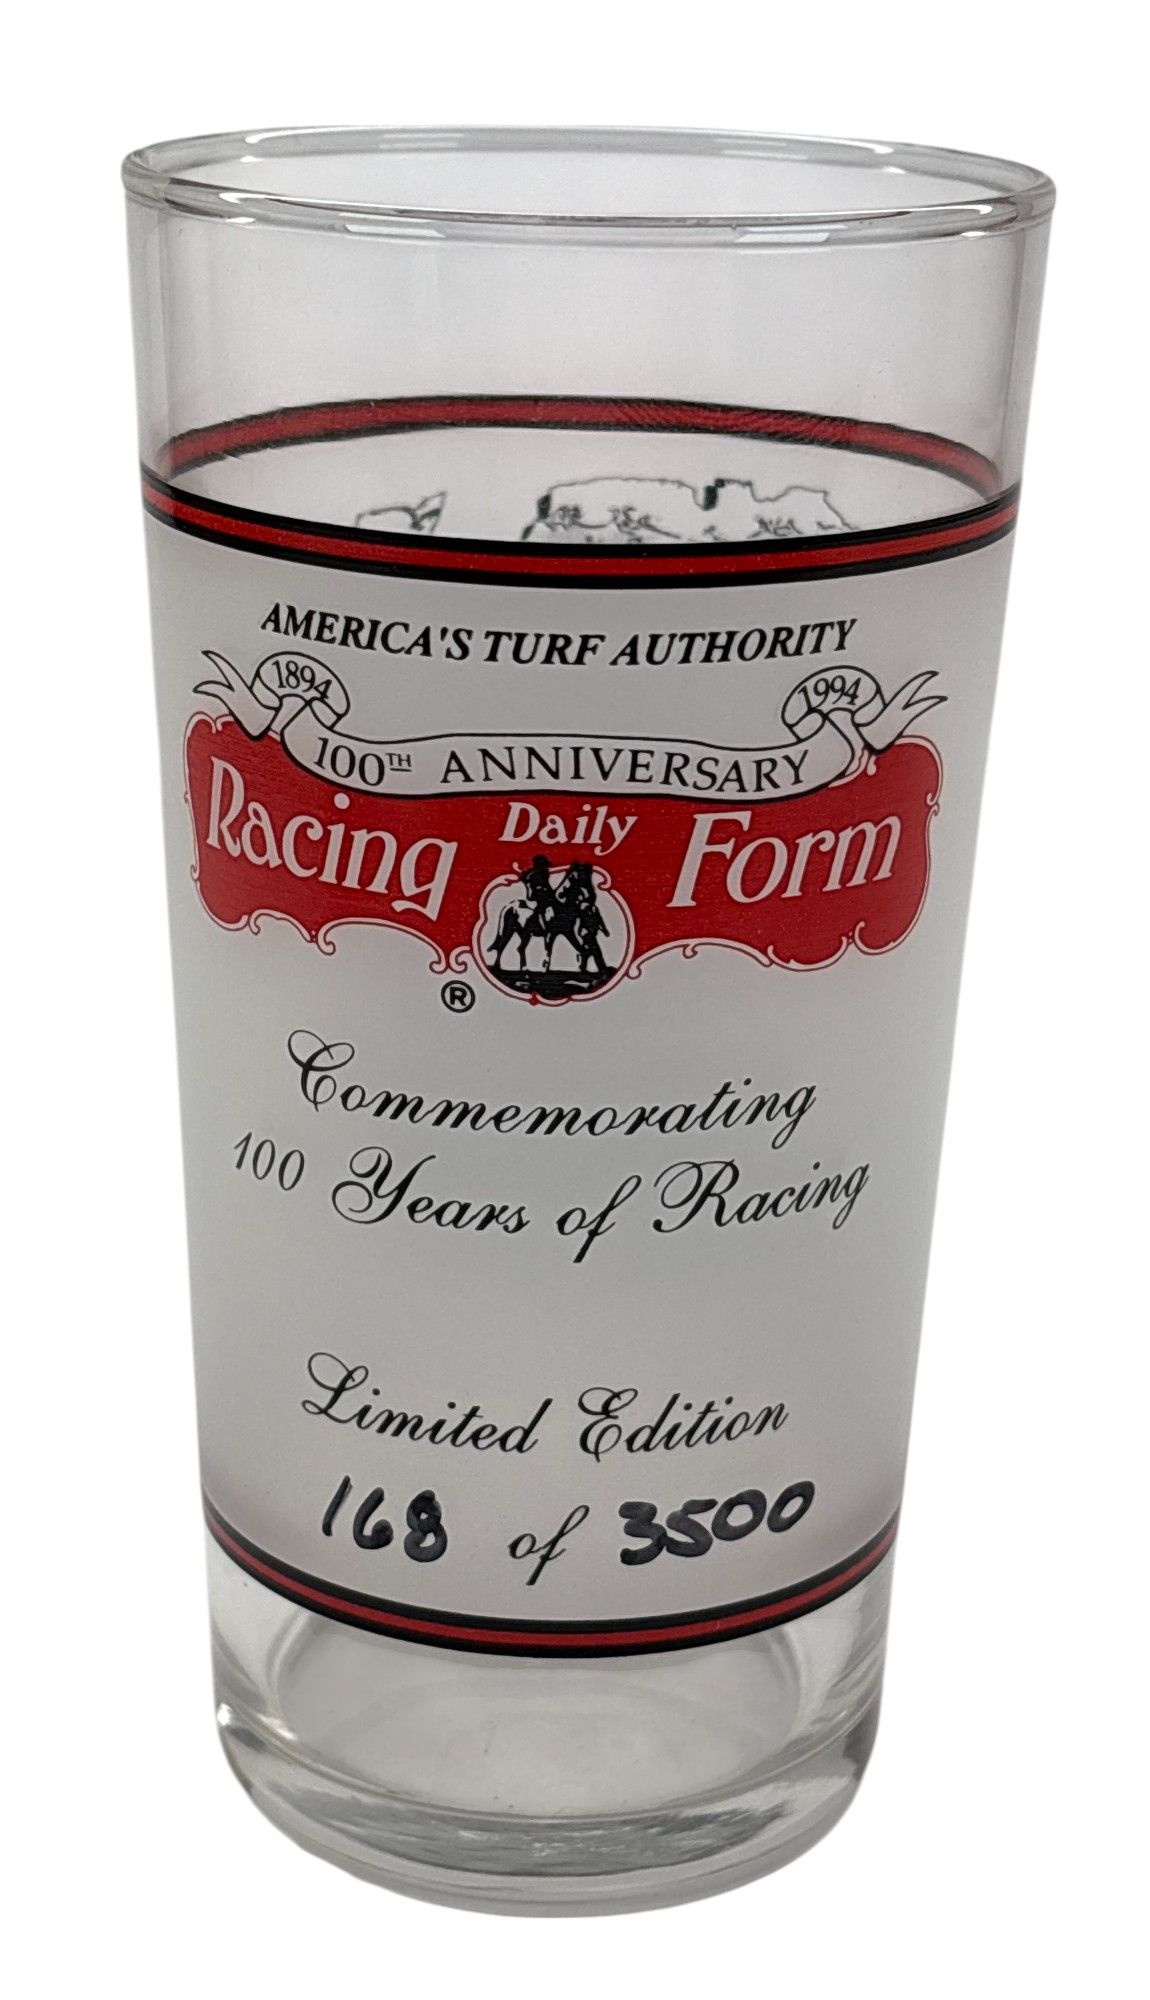 AMERICA'S TURF AUTHORITY
1894 1994
100TH ANNIVERSARY
Daily
Racing Form
®
Commemorating
100 Years of Racing
Limited Edition
168 of 3500